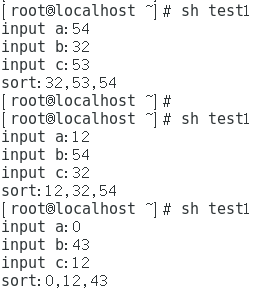 [root@localhost ~]# sh test1
input a:54
input b:32
input c:53
sort:32,53,54
[root@localhost ~]#
[root@localhost ~]# sh test1
input a:12
input b:54
input c:32
sort:12,32,54
[root@localhost ~]# sh test1
input a:0
input b:43
input c:12
sort:0,12,43